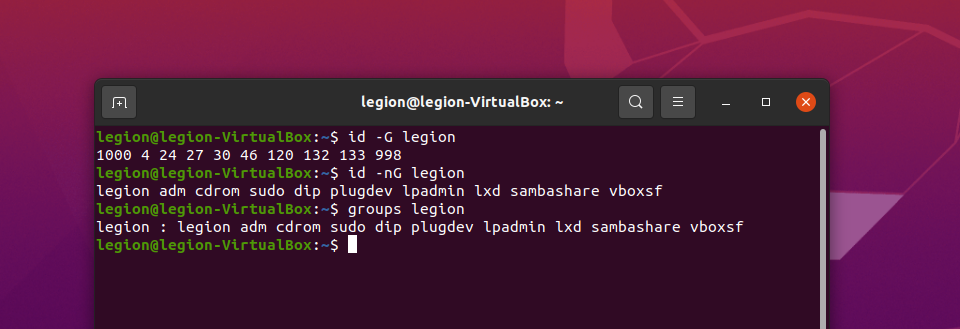 legion@legion-VirtualBox: ~
legion@legion-VirtualBox:~$ id -G legion
1000 4 24 27 30 46 120 132 133 998
legion@legion-VirtualBox:~$ id -nG legion
legion adm cdrom sudo dip plugdev lpadmin lxd sambashare vboxsf
legion@legion-VirtualBox:~$ groups legion
legion : legion adm cdrom sudo dip plugdev lpadmin lxd sambashare vboxsf
legion@legion-VirtualBox:~$